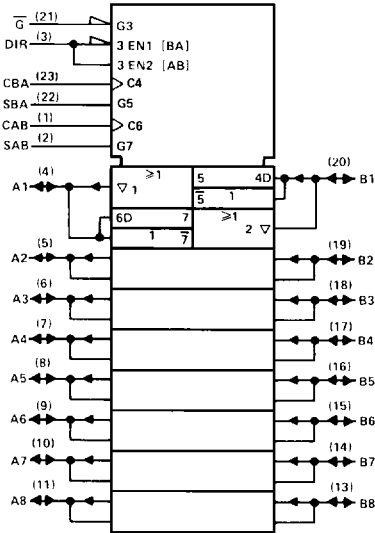 G̅ (21) G3
DIR (3) 3 EN1 [BA]
3 EN2 [AB]
CBA (23) C4
SBA (22) G5
CAB (1) C6
SAB (2) G7
A1 (4) ⩾1 ▽ 1 5 4D (20) B1
5̅ 1
6D 7 ⩾1
1 7̅ 2 ▽
A2 (5) (19) B2
A3 (6) (18) B3
A4 (7) (17) B4
A5 (8) (16) B5
A6 (9) (15) B6
A7 (10) (14) B7
A8 (11) (13) B8